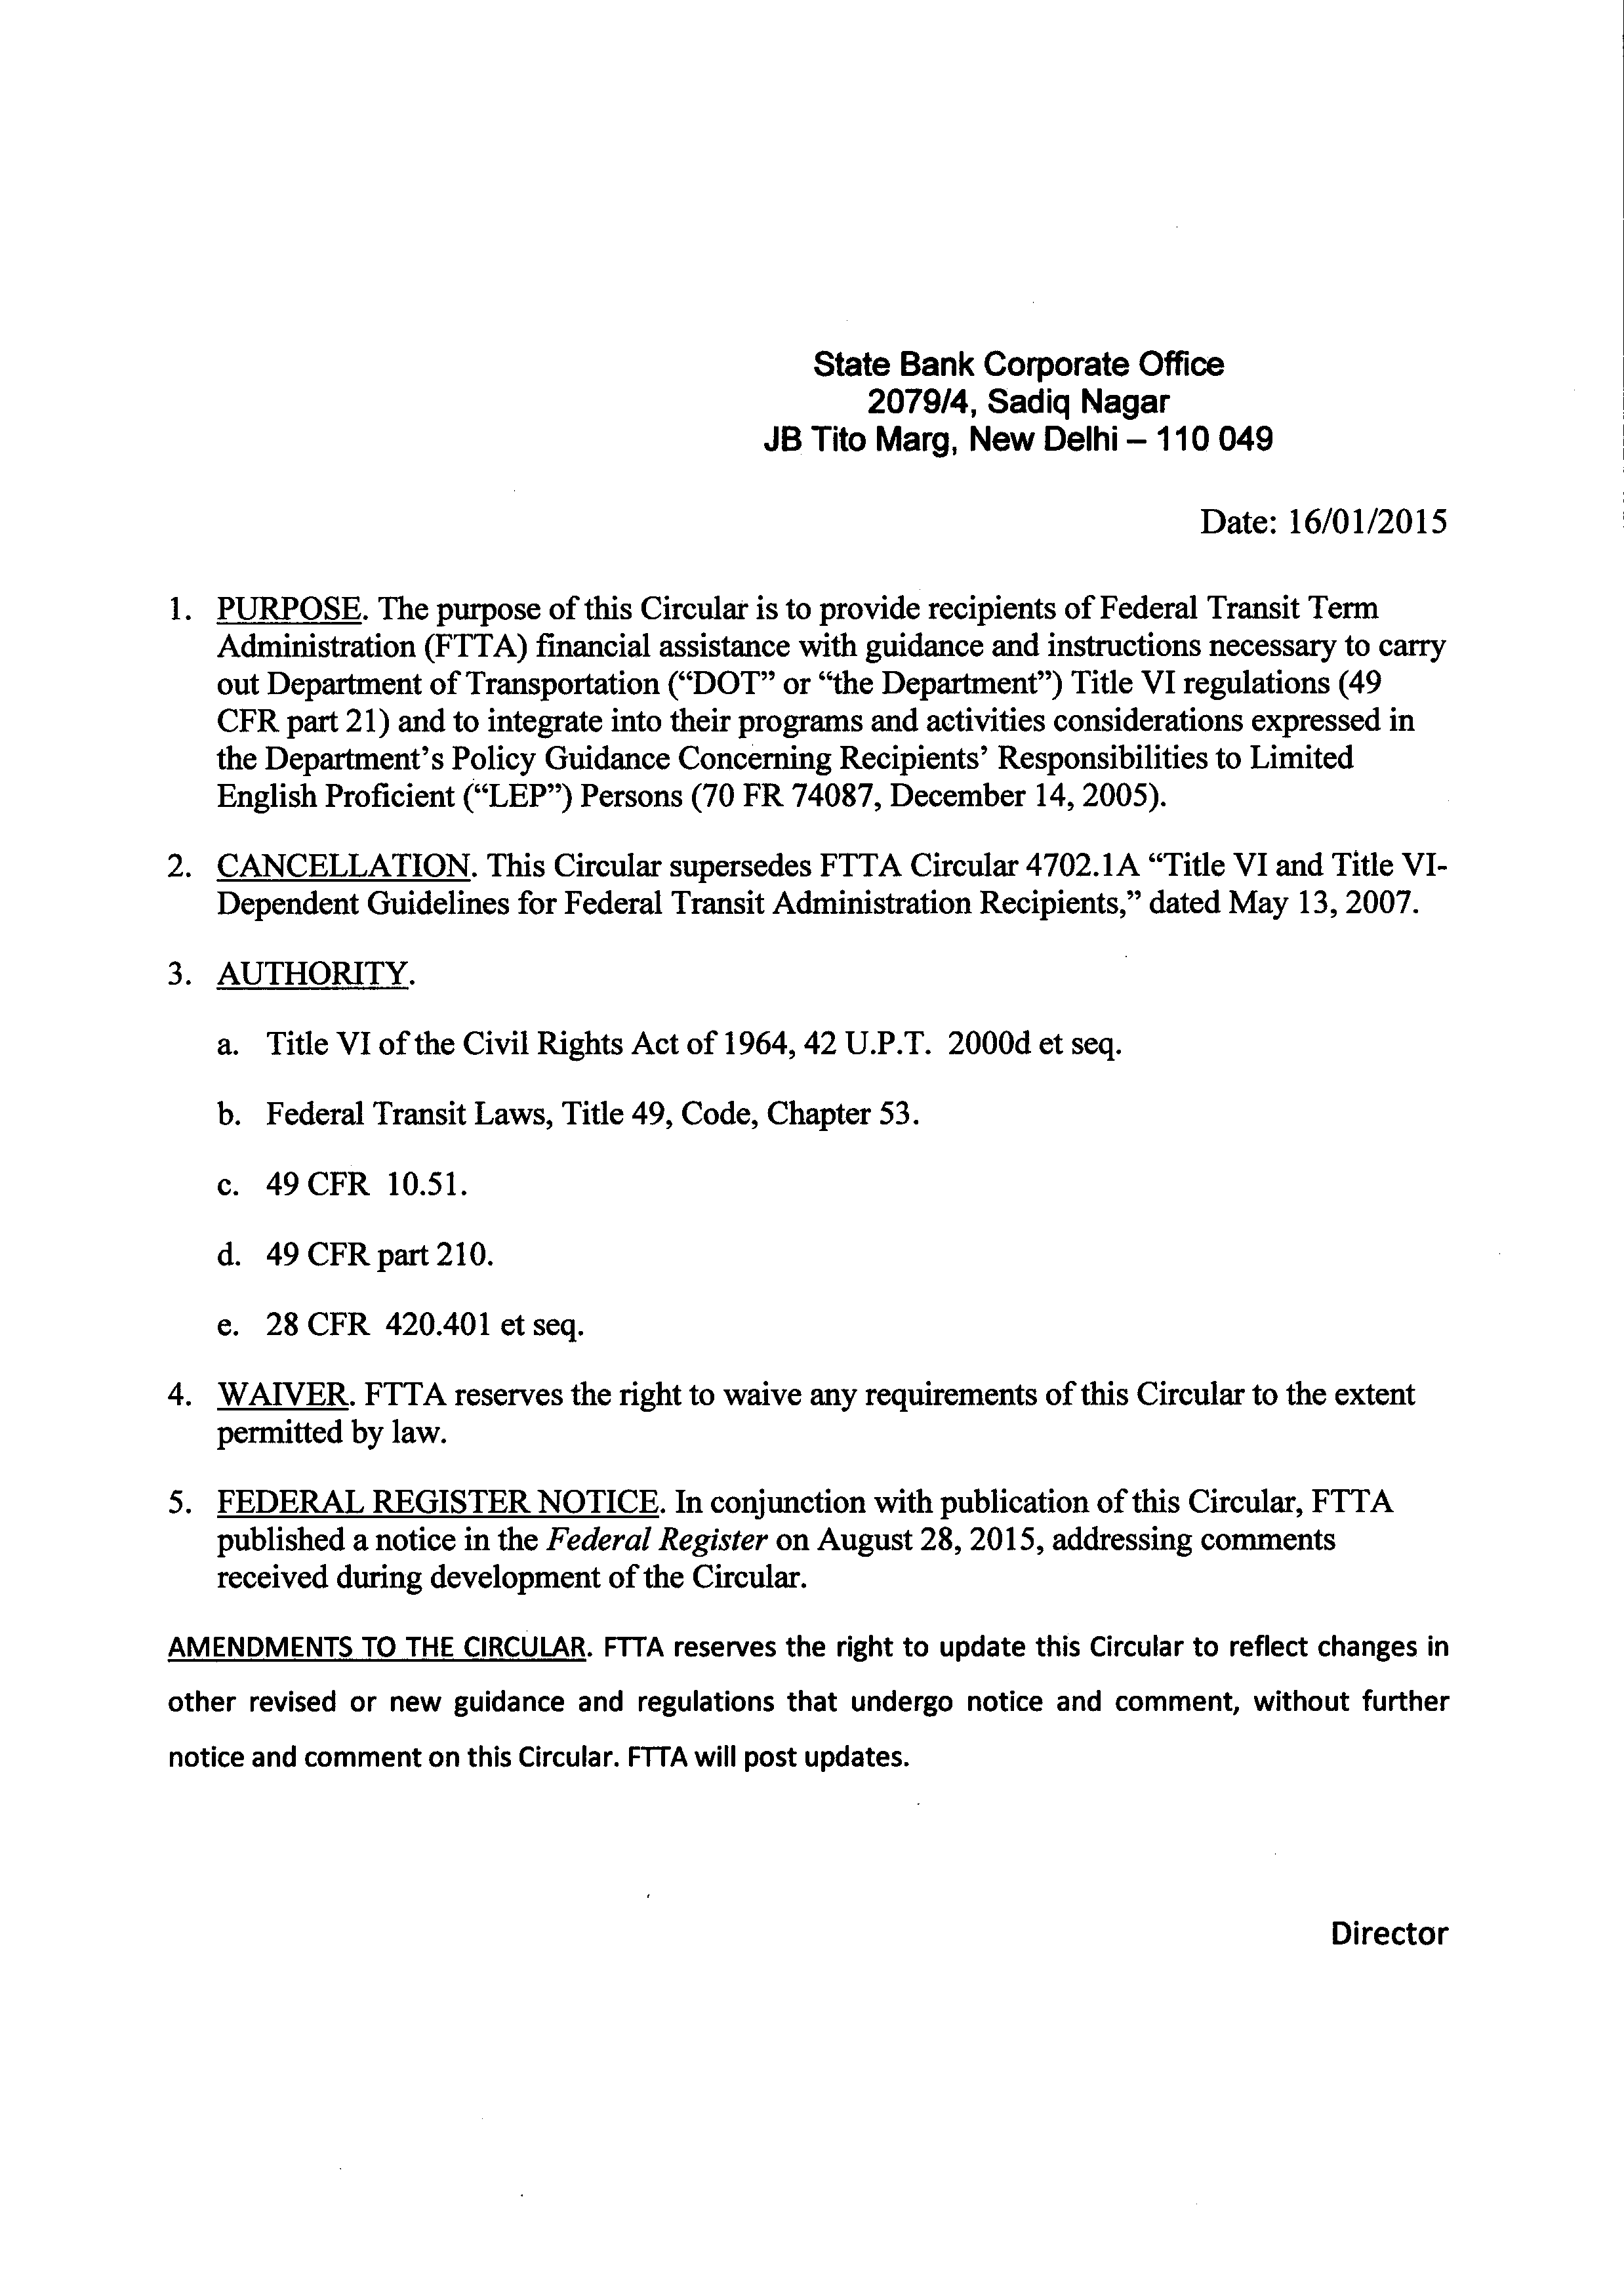 State Bank Corporate Office
2079/4, Sadiq Nagar
JB Tito Marg, New Delhi – 110 049
Date: 16/01/2015
1. PURPOSE. The purpose of this Circular is to provide recipients of Federal Transit Term
Administration (FTTA) financial assistance with guidance and instructions necessary to carry
out Department of Transportation (“DOT” or “the Department”) Title VI regulations (49
CFR part 21) and to integrate into their programs and activities considerations expressed in
the Department’s Policy Guidance Concerning Recipients’ Responsibilities to Limited
English Proficient (“LEP”) Persons (70 FR 74087, December 14, 2005).
2. CANCELLATION. This Circular supersedes FTTA Circular 4702.1A “Title VI and Title VI-
Dependent Guidelines for Federal Transit Administration Recipients,” dated May 13, 2007.
3. AUTHORITY.
a. Title VI of the Civil Rights Act of 1964, 42 U.P.T. 2000d et seq.
b. Federal Transit Laws, Title 49, Code, Chapter 53.
c. 49 CFR 10.51.
d. 49 CFR part 210.
e. 28 CFR 420.401 et seq.
4. WAIVER. FTTA reserves the right to waive any requirements of this Circular to the extent
permitted by law.
5. FEDERAL REGISTER NOTICE. In conjunction with publication of this Circular, FTTA
published a notice in the Federal Register on August 28, 2015, addressing comments
received during development of the Circular.
AMENDMENTS TO THE CIRCULAR. FTTA reserves the right to update this Circular to reflect changes in
other revised or new guidance and regulations that undergo notice and comment, without further
notice and comment on this Circular. FTTA will post updates.
Director